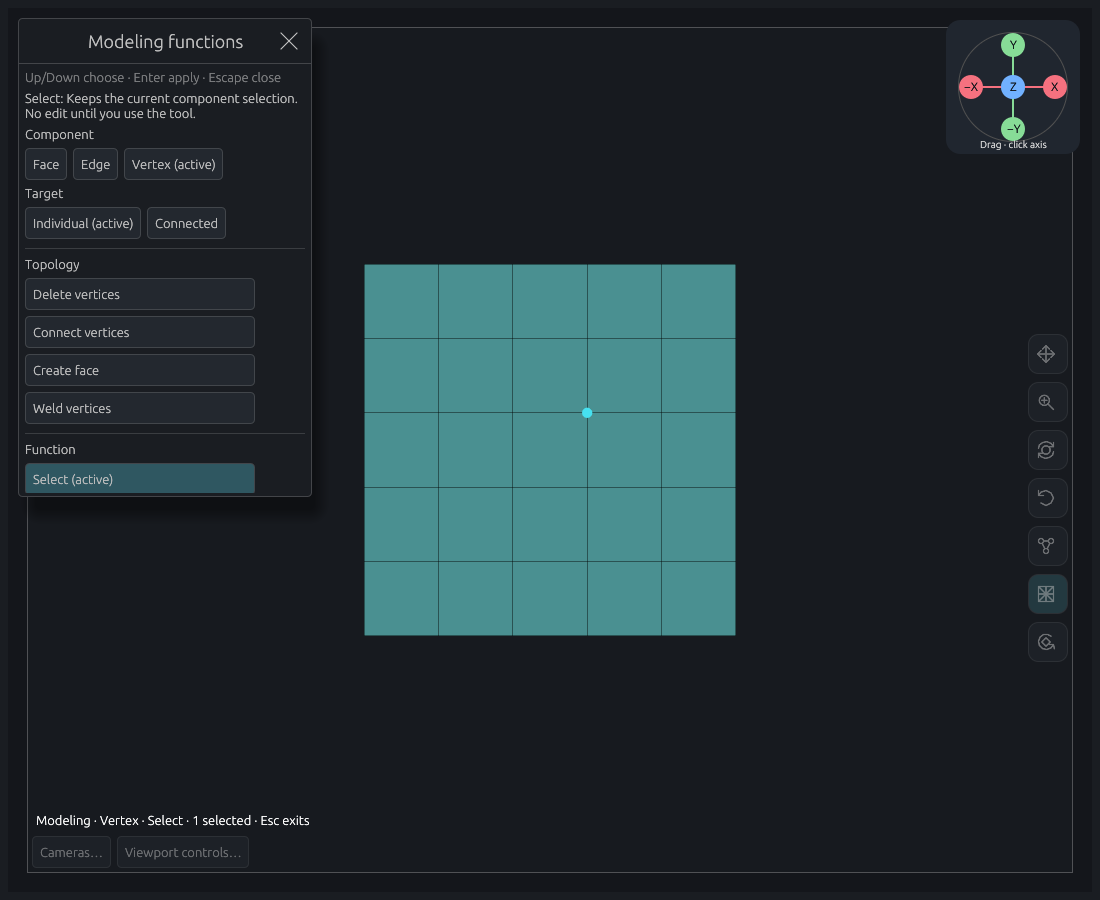 Modeling functions
Up/Down choose · Enter apply · Escape close
Select: Keeps the current component selection.
No edit until you use the tool.
Component
Face Edge Vertex (active)
Target
Individual (active) Connected
Topology
Delete vertices
Connect vertices
Create face
Weld vertices
Function
Select (active)
Y
−X Z X
−Y
Drag · click axis
Modeling · Vertex · Select · 1 selected · Esc exits
Cameras… Viewport controls…